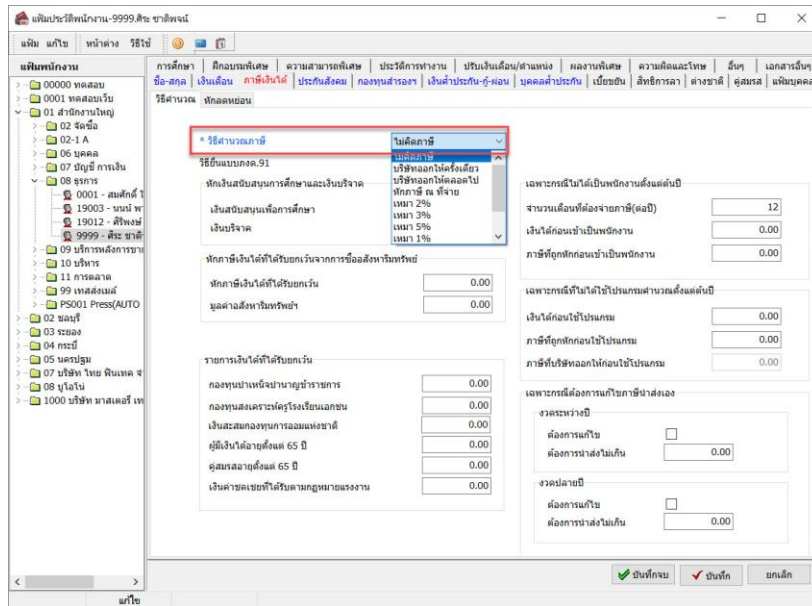 แฟ้มประวัติพนักงาน-9999.ศิระ ชาติพจน์
แฟ้ม แก้ไข หน้าต่าง วิธีใช้
แฟ้มพนักงาน
การศึกษา ฝึกอบรมพิเศษ ความสามารถพิเศษ ประวัติการทำงาน ปรับเงินเดือน/ตำแหน่ง ผลงานพิเศษ ความผิดและโทษ อื่นๆ เอกสารอื่นๆ
ชื่อ-สกุล เงินเดือน ภาษีเงินได้ ประกันสังคม กองทุนสำรองฯ เงินค้ำประกัน-กู้-ผ่อน บุคคลค้ำประกัน เบี้ยขยัน สิทธิการลา ต่างชาติ คู่สมรส แฟ้มบุคคล
วิธีคำนวณ หักลดหย่อน
00000 ทดสอบ
0001 ทดสอบเว็บ
01 สำนักงานใหญ่
02 จัดซื้อ
02-1 A
06 บุคคล
07 บัญชี การเงิน
08 ธุรการ
0001 - สมศักดิ์
19003 - นนน์
19012 - ศิริพงษ์
9999 - ศิระ ชาติ
09 บริการหลังการขาย
10 บริหาร
11 การตลาด
99 เทสส่งเมล์
PS001 Press(AUTO
02 ชลบุรี
03 ระยอง
04 กระบี่
05 นครปฐม
07 บริษัท ไทย ฟินเทค
08 ยูโอโน่
1000 บริษัท มาสเตอรี่ เท
* วิธีคำนวณภาษี ไม่คิดภาษี
ไม่คิดภาษี
บริษัทออกให้ครั้งเดียว
บริษัทออกให้ตลอดไป
หักภาษี ณ ที่จ่าย
เหมา 2%
เหมา 3%
เหมา 5%
เหมา 1%
วิธียื่นแบบภงด.91
หักเงินสนับสนุนการศึกษาและเงินบริจาค
เงินสนับสนุนเพื่อการศึกษา
เงินบริจาค
หักภาษีเงินได้ที่ได้รับยกเว้นจากการซื้ออสังหาริมทรัพย์
หักภาษีเงินได้ที่ได้รับยกเว้น 0.00
มูลค่าอสังหาริมทรัพย์ฯ 0.00
รายการเงินได้ที่ได้รับยกเว้น
กองทุนบำเหน็จบำนาญข้าราชการ 0.00
กองทุนสงเคราะห์ครูโรงเรียนเอกชน 0.00
เงินสะสมกองทุนการออมแห่งชาติ 0.00
ผู้มีเงินได้อายุตั้งแต่ 65 ปี 0.00
คู่สมรสอายุตั้งแต่ 65 ปี 0.00
เงินค่าชดเชยที่ได้รับตามกฎหมายแรงงาน 0.00
เฉพาะกรณีไม่ได้เป็นพนักงานตั้งแต่ต้นปี
จำนวนเดือนที่ต้องจ่ายภาษี(ต่อปี) 12
เงินได้ก่อนเข้าเป็นพนักงาน 0.00
ภาษีที่ถูกหักก่อนเข้าเป็นพนักงาน 0.00
เฉพาะกรณีที่ไม่ได้ใช้โปรแกรมคำนวณตั้งแต่ต้นปี
เงินได้ก่อนใช้โปรแกรม 0.00
ภาษีที่ถูกหักก่อนใช้โปรแกรม 0.00
ภาษีที่บริษัทออกให้ก่อนใช้โปรแกรม 0.00
เฉพาะกรณีต้องการแก้ไขภาษีนำส่งเอง
งวดระหว่างปี
ต้องการแก้ไข
ต้องการนำส่งไม่เกิน 0.00
งวดปลายปี
ต้องการแก้ไข
ต้องการนำส่งไม่เกิน 0.00
บันทึกจบ บันทึก ยกเลิก
แก้ไข